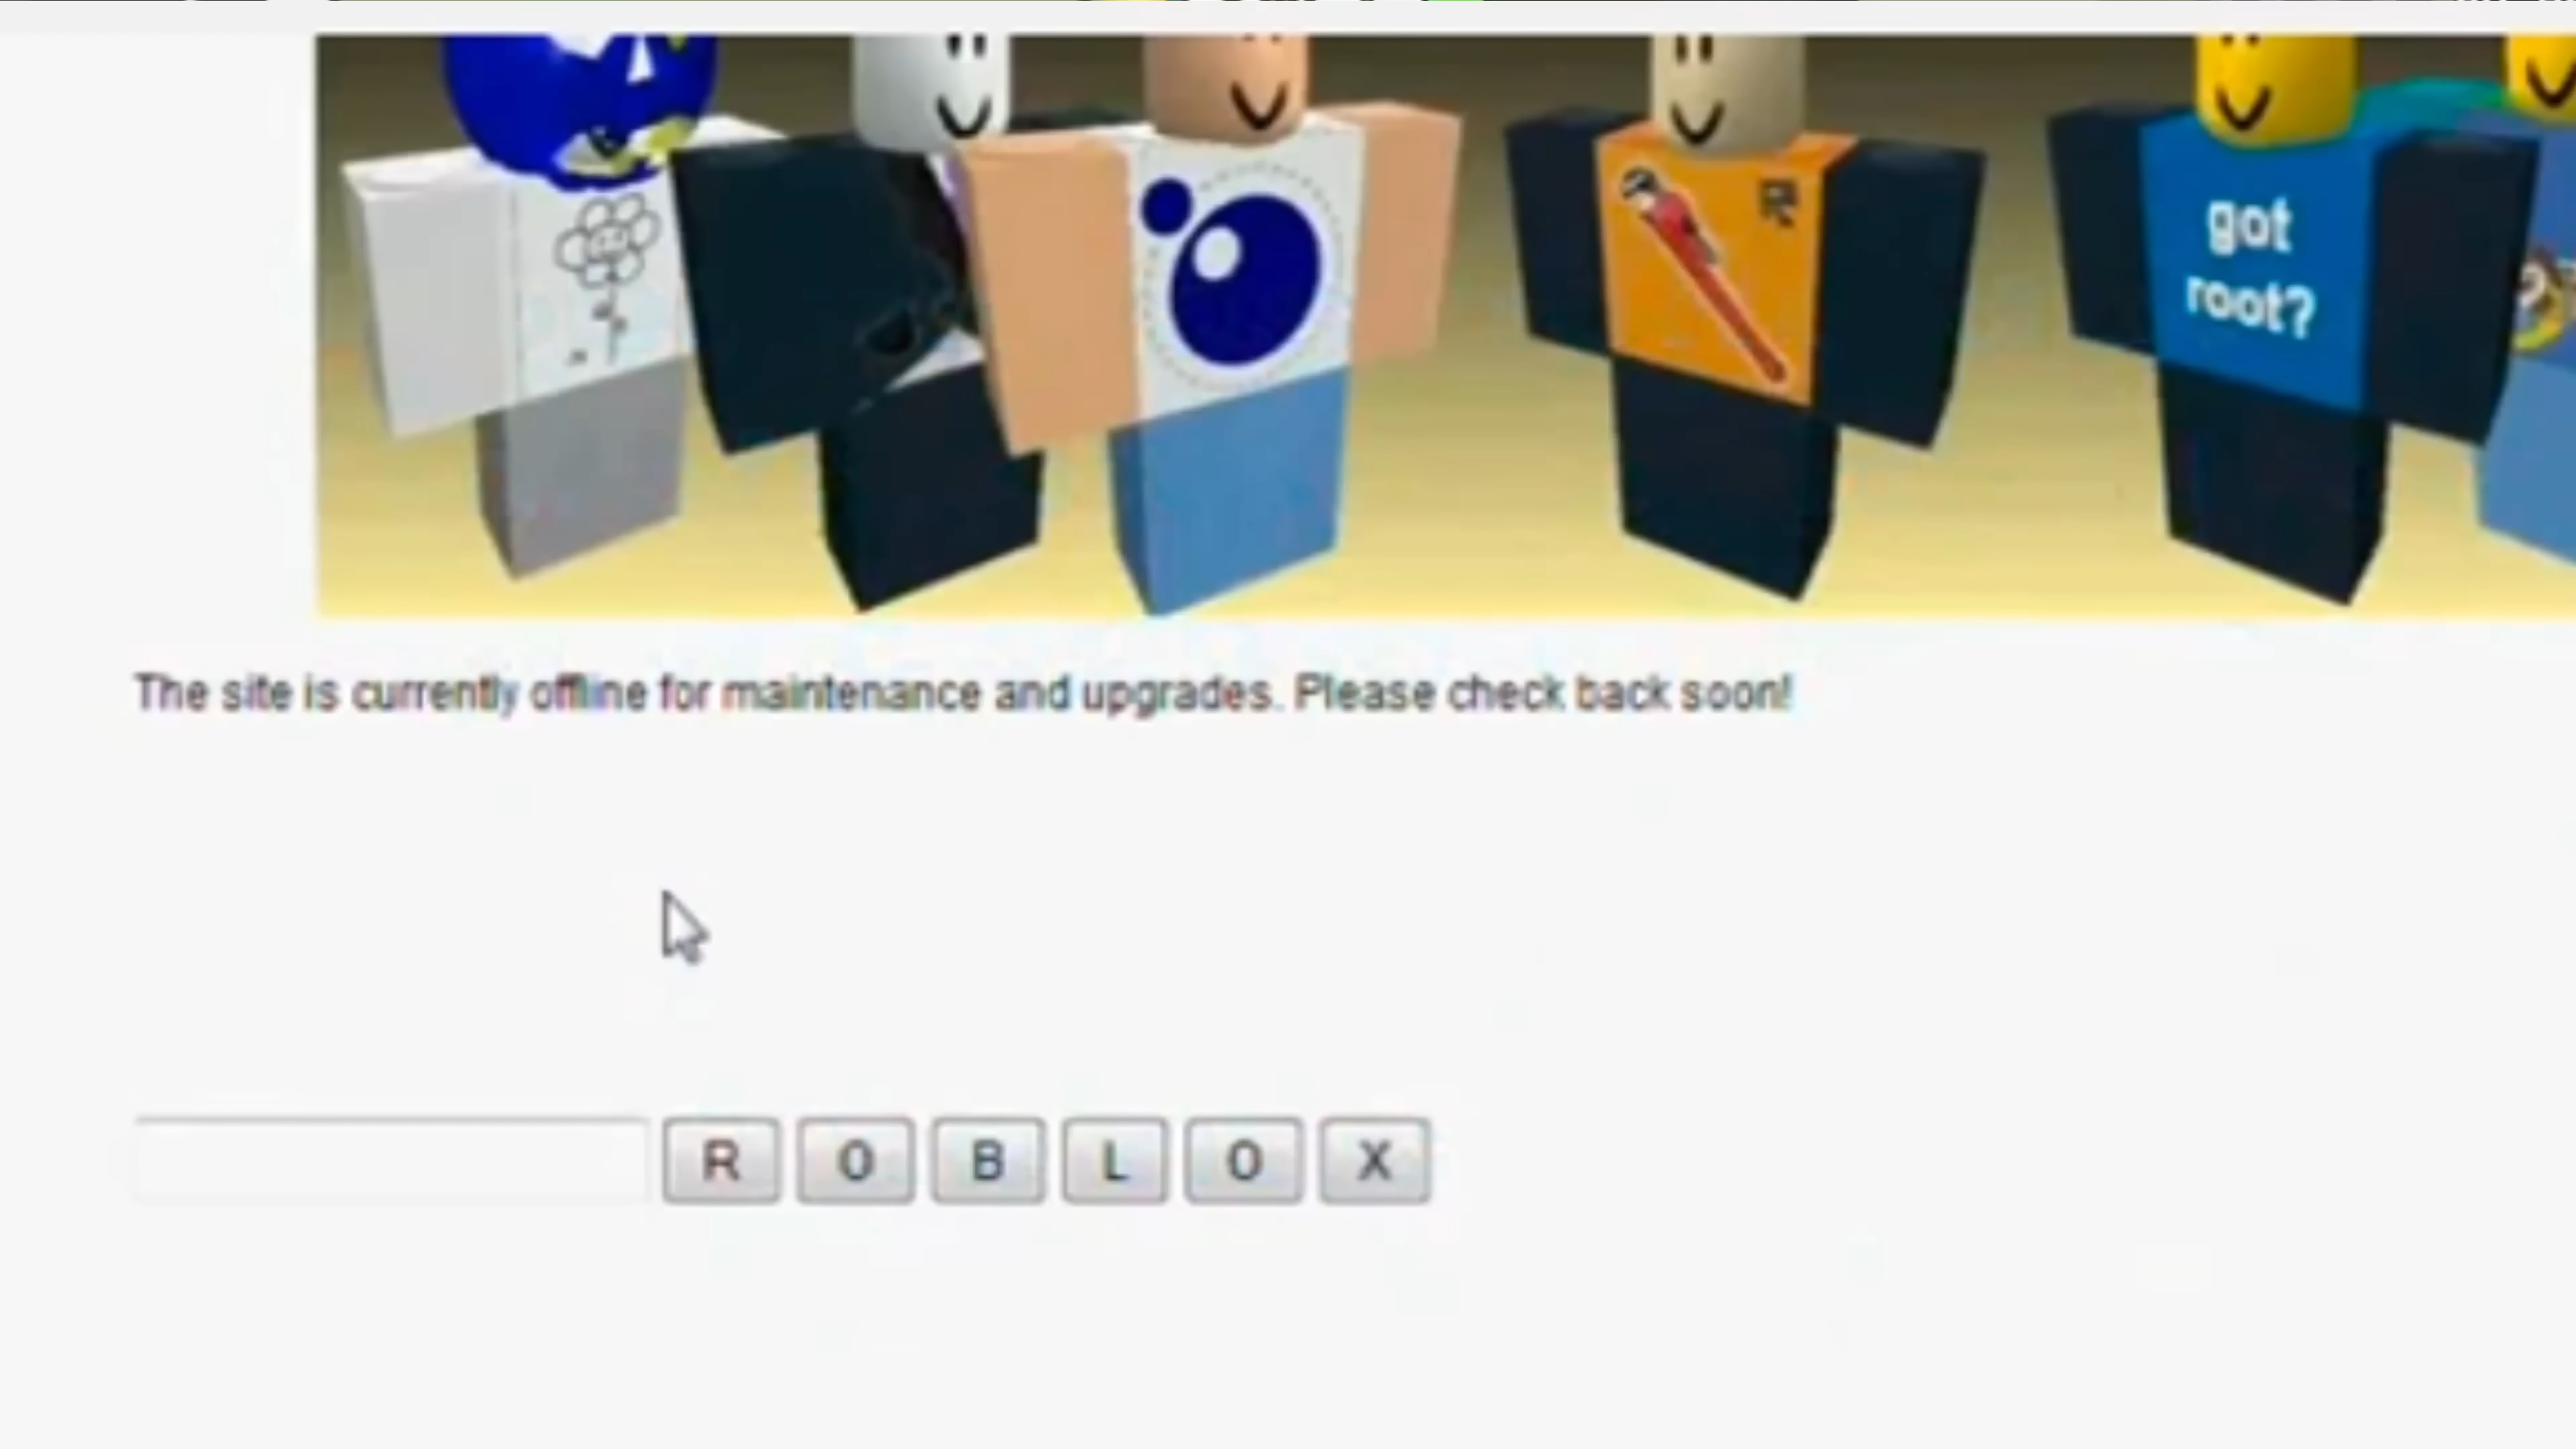 got
root?
The site is currently offline for maintenance and upgrades. Please check back soon!
R O B L O X